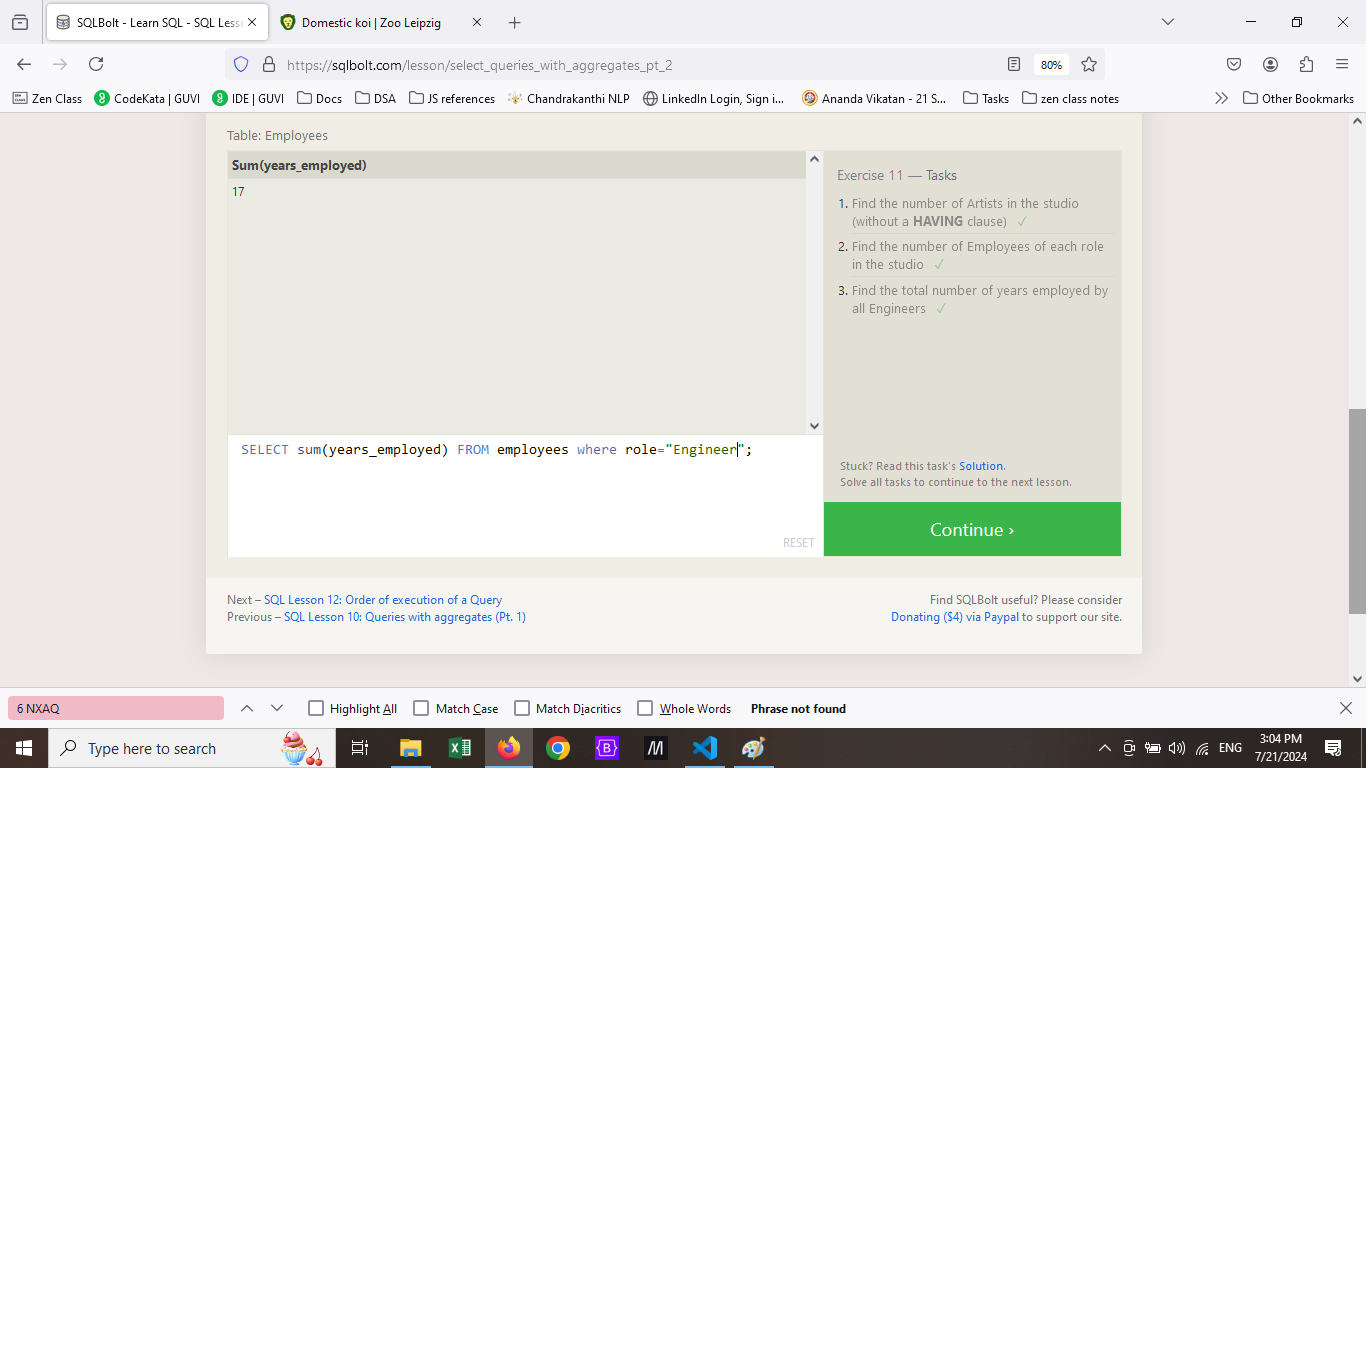 SQLBolt - Learn SQL - SQL Less
Domestic koi | Zoo Leipzig
https://sqlbolt.com/lesson/select_queries_with_aggregates_pt_2
80%
Zen Class
CodeKata | GUVI
IDE | GUVI
Docs
DSA
JS references
Chandrakanthi NLP
LinkedIn Login, Sign i...
Ananda Vikatan - 21 S...
Tasks
zen class notes
Other Bookmarks
Table: Employees
Sum(years_employed)
17
Exercise 11 — Tasks
1. Find the number of Artists in the studio
(without a HAVING clause) ✓
2. Find the number of Employees of each role
in the studio ✓
3. Find the total number of years employed by
all Engineers ✓
SELECT sum(years_employed) FROM employees where role="Engineer";
RESET
Stuck? Read this task's Solution.
Solve all tasks to continue to the next lesson.
Continue ›
Next – SQL Lesson 12: Order of execution of a Query
Previous – SQL Lesson 10: Queries with aggregates (Pt. 1)
Find SQLBolt useful? Please consider
Donating ($4) via Paypal to support our site.
6 NXAQ
Highlight All
Match Case
Match Diacritics
Whole Words
Phrase not found
Type here to search
ENG
3:04 PM
7/21/2024